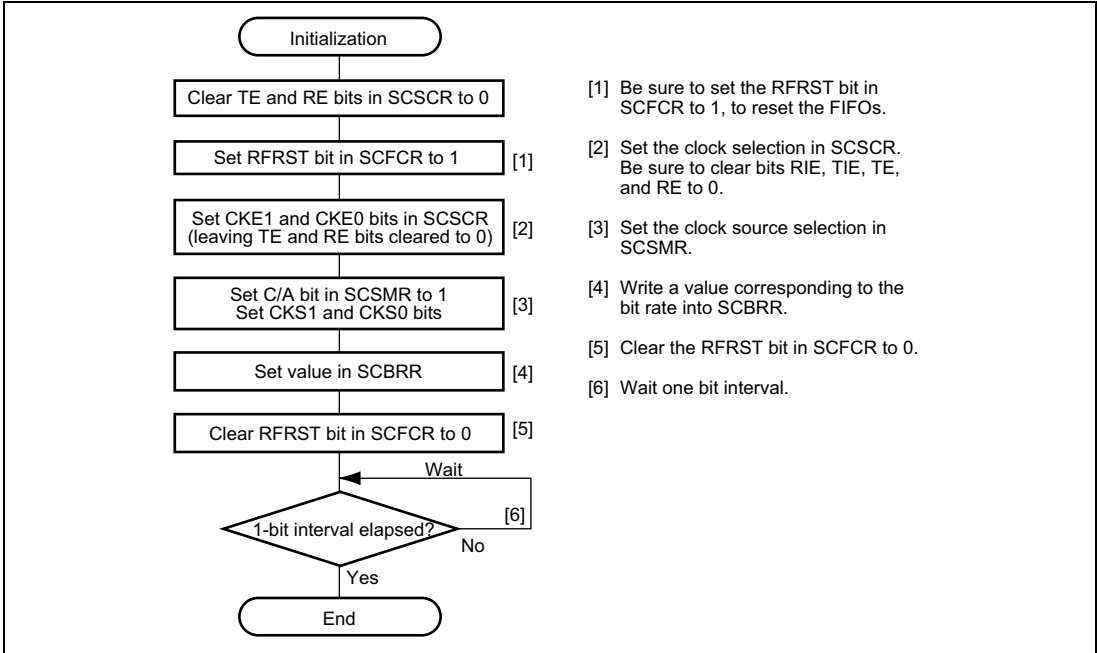 Initialization
Clear TE and RE bits in SCSCR to 0
Set RFRST bit in SCFCR to 1
[1]
Set CKE1 and CKE0 bits in SCSCR
(leaving TE and RE bits cleared to 0)
[2]
Set C/A bit in SCSMR to 1
Set CKS1 and CKS0 bits
[3]
Set value in SCBRR
[4]
Clear RFRST bit in SCFCR to 0
[5]
Wait
1-bit interval elapsed?
[6]
No
Yes
End
[1] Be sure to set the RFRST bit in
SCFCR to 1, to reset the FIFOs.
[2] Set the clock selection in SCSCR.
Be sure to clear bits RIE, TIE, TE,
and RE to 0.
[3] Set the clock source selection in
SCSMR.
[4] Write a value corresponding to the
bit rate into SCBRR.
[5] Clear the RFRST bit in SCFCR to 0.
[6] Wait one bit interval.